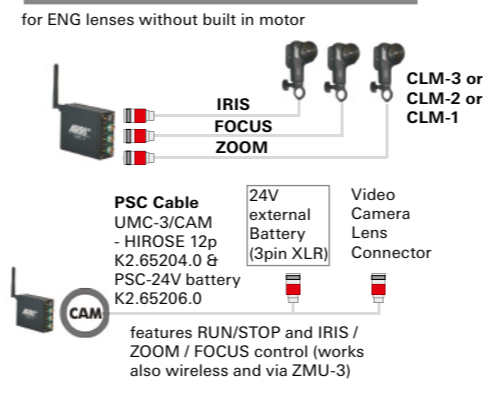 for ENG lenses without built in motor
IRIS
FOCUS
ZOOM
CLM-3 or
CLM-2 or
CLM-1
PSC Cable
UMC-3/CAM
- HIROSE 12p
K2.65204.0 &
PSC-24V battery
K2.65206.0
24V
external
Battery
(3pin XLR)
Video
Camera
Lens
Connector
CAM
features RUN/STOP and IRIS /
ZOOM / FOCUS control (works
also wireless and via ZMU-3)